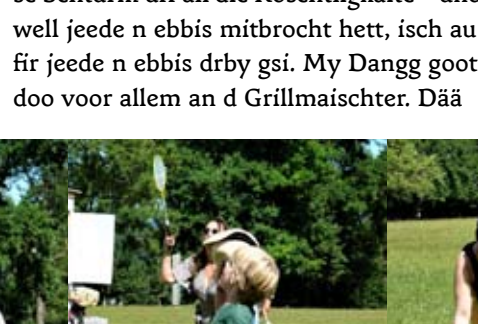 well jeede n ebbis mitbrocht hett, isch au
fir jeede n ebbis drby gsi. My Dangg goot
doo voor allem an d Grillmaischter. Dää